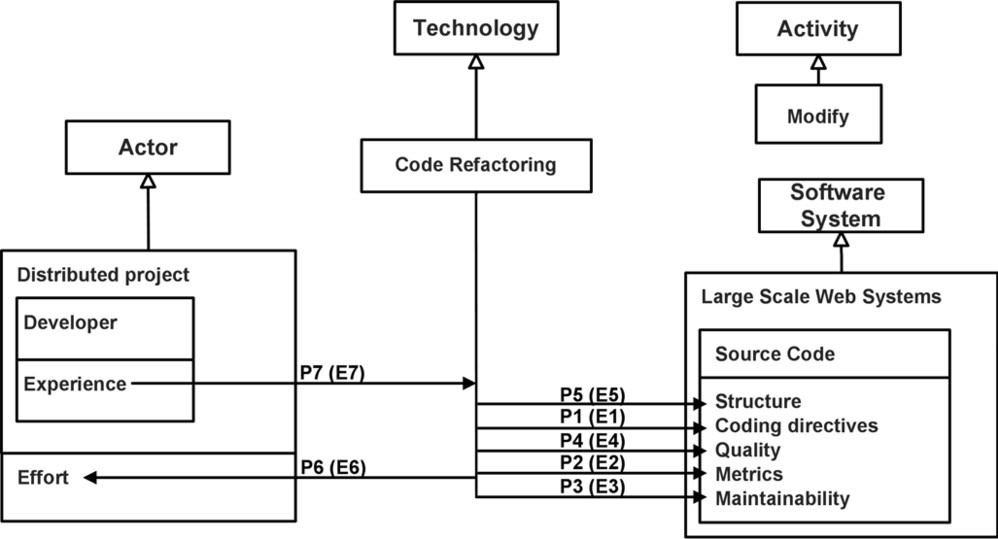 Technology
Activity
Modify
Actor
Code Refactoring
Software
System
Distributed project
Developer
Experience
P7 (E7)
Large Scale Web Systems
Source Code
P5 (E5)
Structure
P1 (E1)
Coding directives
P4 (E4)
Quality
P2 (E2)
Metrics
P3 (E3)
Maintainability
Effort
P6 (E6)